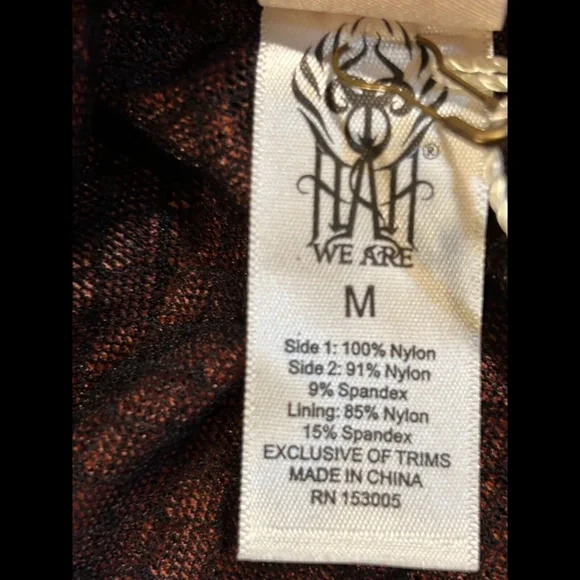 HAH
®
WE ARE
M
Side 1: 100% Nylon
Side 2: 91% Nylon
9% Spandex
Lining: 85% Nylon
15% Spandex
EXCLUSIVE OF TRIMS
MADE IN CHINA
RN 153005